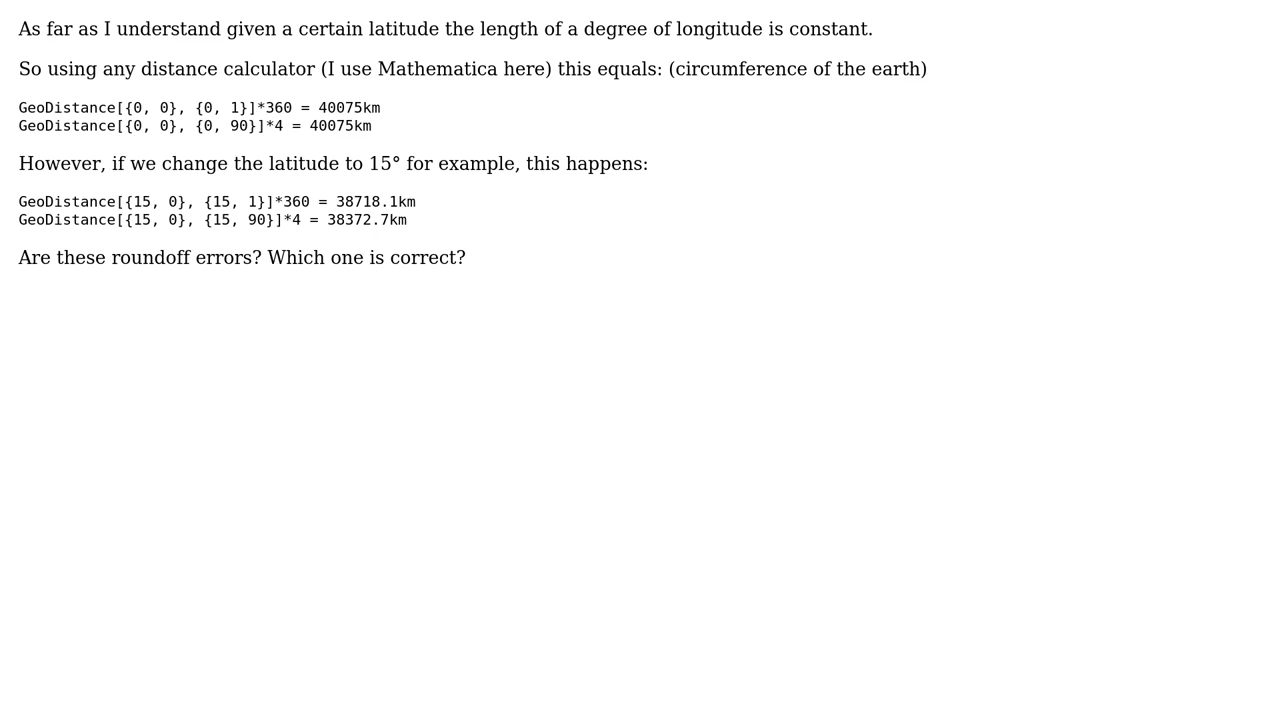 As far as I understand given a certain latitude the length of a degree of longitude is constant.
So using any distance calculator (I use Mathematica here) this equals: (circumference of the earth)
GeoDistance[{0, 0}, {0, 1}]*360 = 40075km
GeoDistance[{0, 0}, {0, 90}]*4 = 40075km
However, if we change the latitude to 15° for example, this happens:
GeoDistance[{15, 0}, {15, 1}]*360 = 38718.1km
GeoDistance[{15, 0}, {15, 90}]*4 = 38372.7km
Are these roundoff errors? Which one is correct?